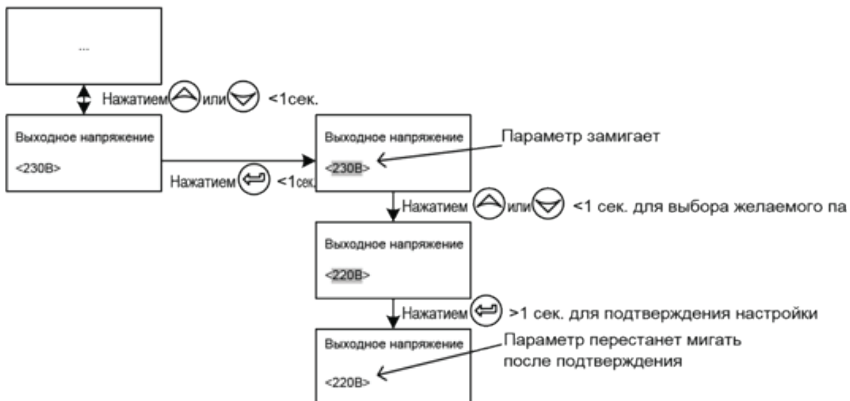 ...
Нажатием или <1сек.
Выходное напряжение
<230В>
Нажатием <1сек.
Выходное напряжение
<230В>
Параметр замигает
Нажатием или <1 сек. для выбора желаемого па
Выходное напряжение
<220В>
Нажатием >1 сек. для подтверждения настройки
Выходное напряжение
<220В>
Параметр перестанет мигать
после подтверждения